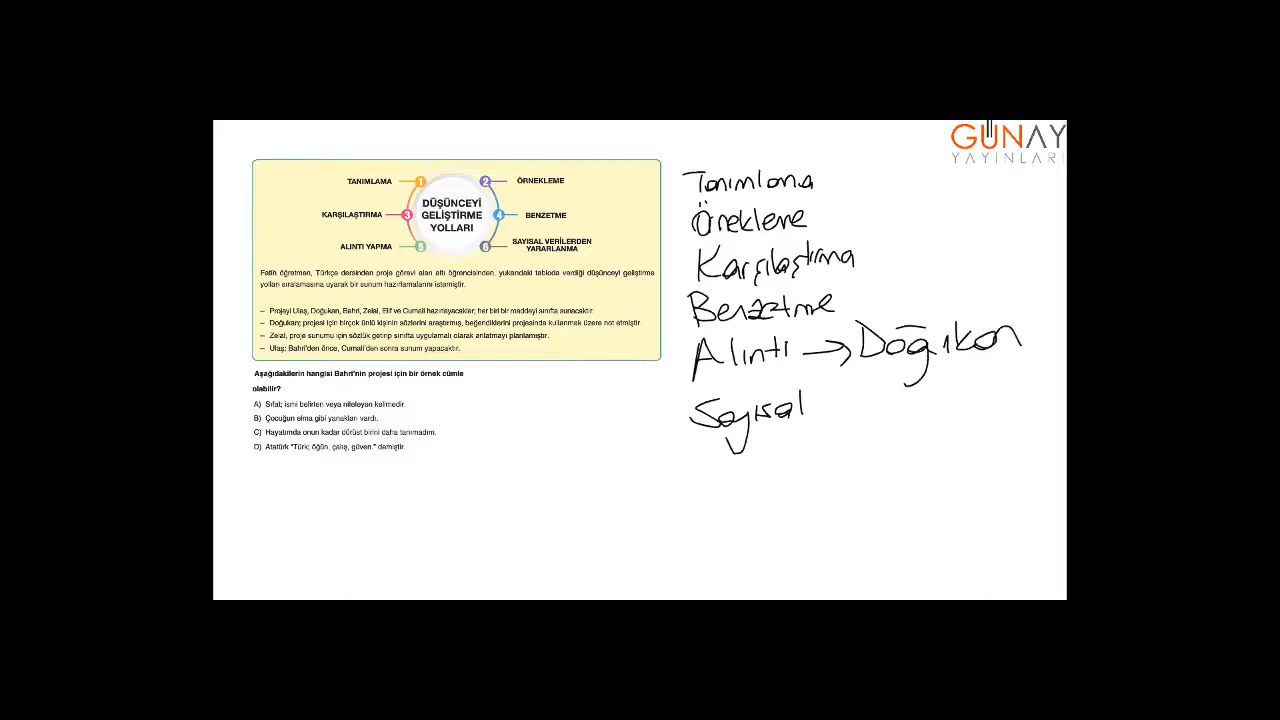 GÜNAY
YAYINLARI
TANIMLAMA 1
2 ÖRNEKLEME
KARŞILAŞTIRMA 3
DÜŞÜNCEYİ
GELİŞTİRME
YOLLARI
4 BENZETME
ALINTI YAPMA 5
6 SAYISAL VERİLERDEN
YARARLANMA
Fatih öğretmen, Türkçe dersinden proje görevi alan altı öğrencisinden, yukarıdaki tabloda verdiği düşünceyi geliştirme
yolları sıralamasına uyarak bir sunum hazırlamalarını istemiştir.
– Projeyi Ulaş, Doğukan, Bahri, Zelal, Elif ve Cumali hazırlayacaklar; her biri bir maddeyi sınıfta sunacaktır.
– Doğukan; projesi için birçok ünlü kişinin sözlerini araştırmış, beğendiklerini projesinde kullanmak üzere not etmiştir.
– Zelal, proje sunumu için sözlük getirip sınıfta uygulamalı olarak anlatmayı planlamıştır.
– Ulaş; Bahri'den önce, Cumali'den sonra sunum yapacaktır.
Aşağıdakilerin hangisi Bahri'nin projesi için bir örnek cümle
olabilir?
A) Sıfat; ismi belirten veya niteleyen kelimedir.
B) Çocuğun elma gibi yanakları vardı.
C) Hayatımda onun kadar dürüst birini daha tanımadım.
D) Atatürk "Türk; öğün, çalış, güven." demiştir.
Tanımlama
Örnekleme
Karşılaştırma
Benzetme
Alıntı → Doğukan
Sayısal